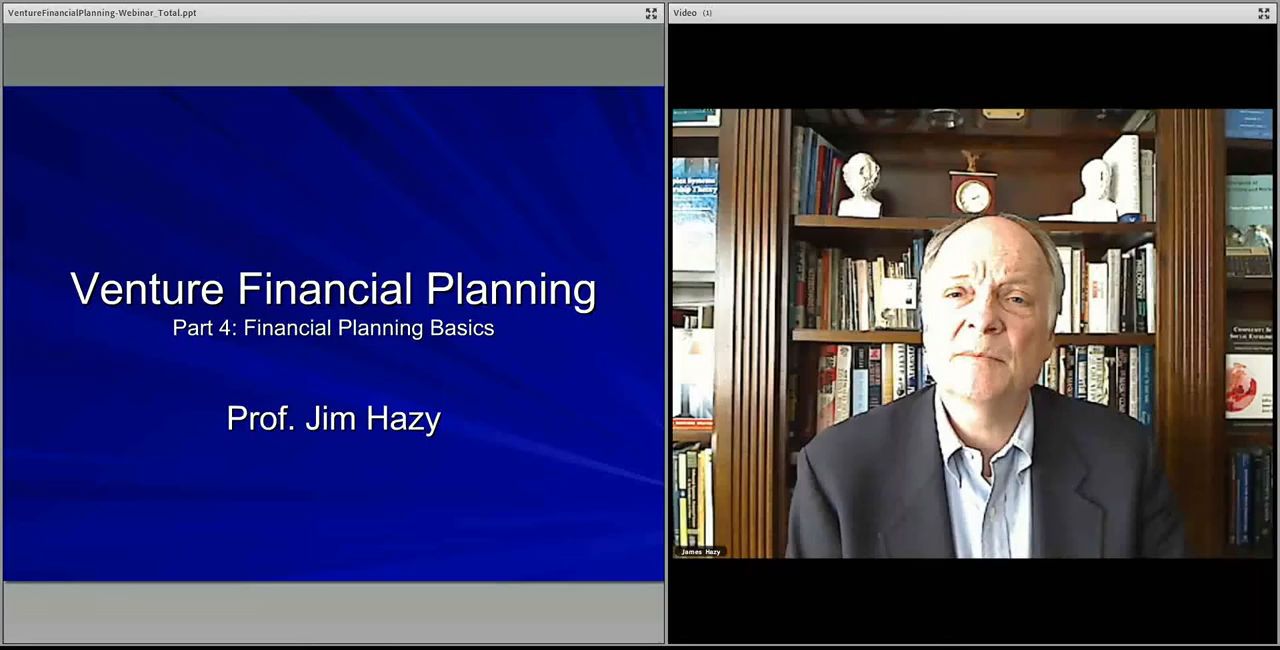 VentureFinancialPlanning-Webinar_Total.ppt
Video (1)
Venture Financial Planning
Part 4: Financial Planning Basics
Prof. Jim Hazy
James Hazy